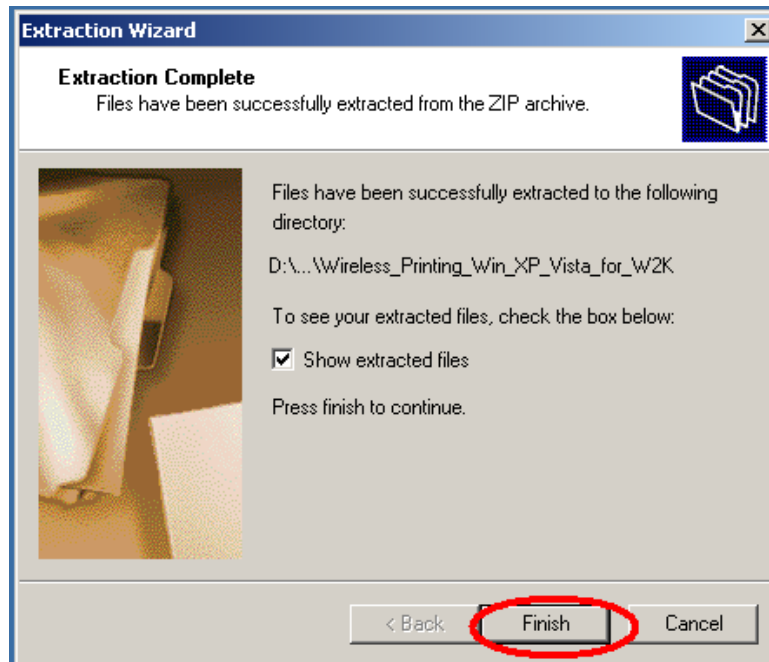 Extraction Wizard
Extraction Complete
Files have been successfully extracted from the ZIP archive.
Files have been successfully extracted to the following
directory:
D:\...\Wireless_Printing_Win_XP_Vista_for_W2K
To see your extracted files, check the box below:
Show extracted files
Press finish to continue.
< Back Finish Cancel